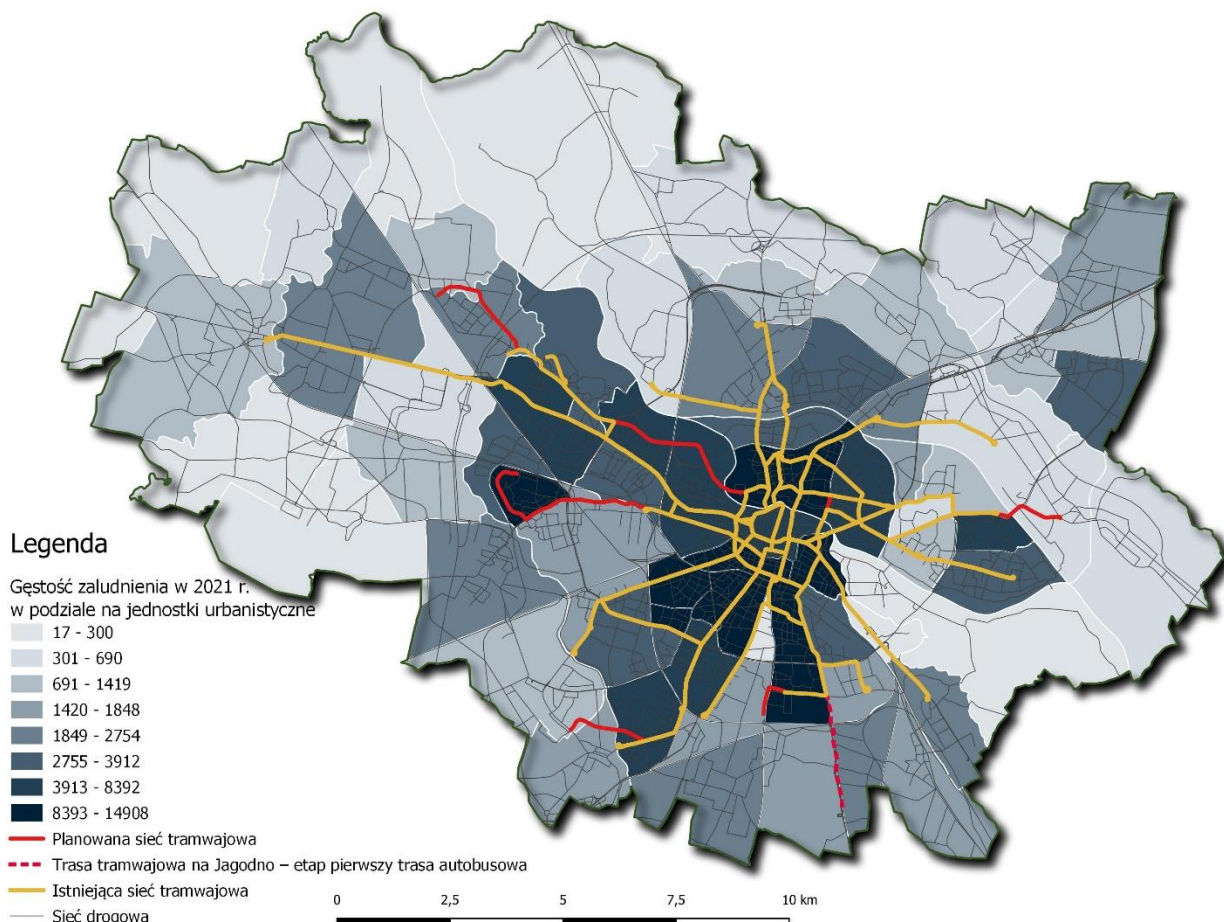 Legenda
Gęstość zaludnienia w 2021 r.
w podziale na jednostki urbanistyczne
17 - 300
301 - 690
691 - 1419
1420 - 1848
1849 - 2754
2755 - 3912
3913 - 8392
8393 - 14908
Planowana sieć tramwajowa
Trasa tramwajowa na Jagodno – etap pierwszy trasa autobusowa
Istniejąca sieć tramwajowa
Sieć drogowa
0 2,5 5 7,5 10 km